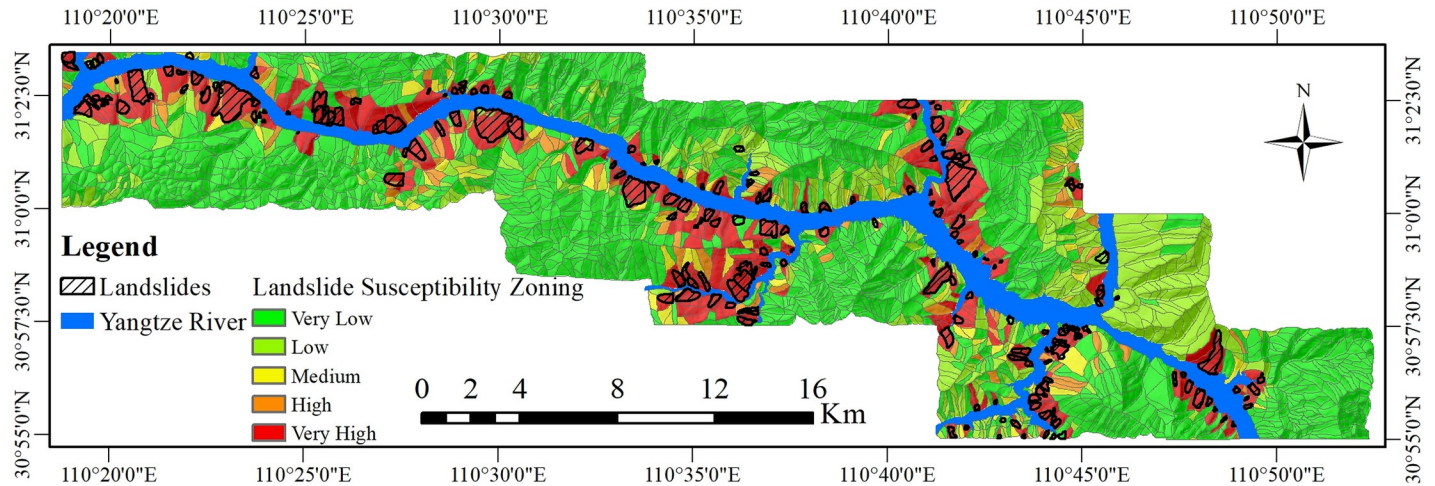 110°20'0"E 110°25'0"E 110°30'0"E 110°35'0"E 110°40'0"E 110°45'0"E 110°50'0"E
31°2'30"N
31°0'0"N
30°57'30"N
30°55'0"N
N
Legend
Landslides
Yangtze River
Landslide Susceptibility Zoning
Very Low
Low
Medium
High
Very High
0 2 4 8 12 16
Km
31°2'30"N
31°0'0"N
30°57'30"N
30°55'0"N
110°20'0"E 110°25'0"E 110°30'0"E 110°35'0"E 110°40'0"E 110°45'0"E 110°50'0"E